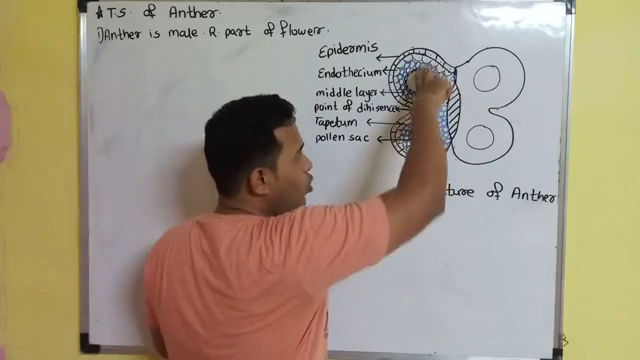 * T.S. of Anther.
1) Anther is male R. part of flower.
Epidermis
Endothecium
middle layer
point of dihisence
Tapetum
pollen sac
ture of Anther